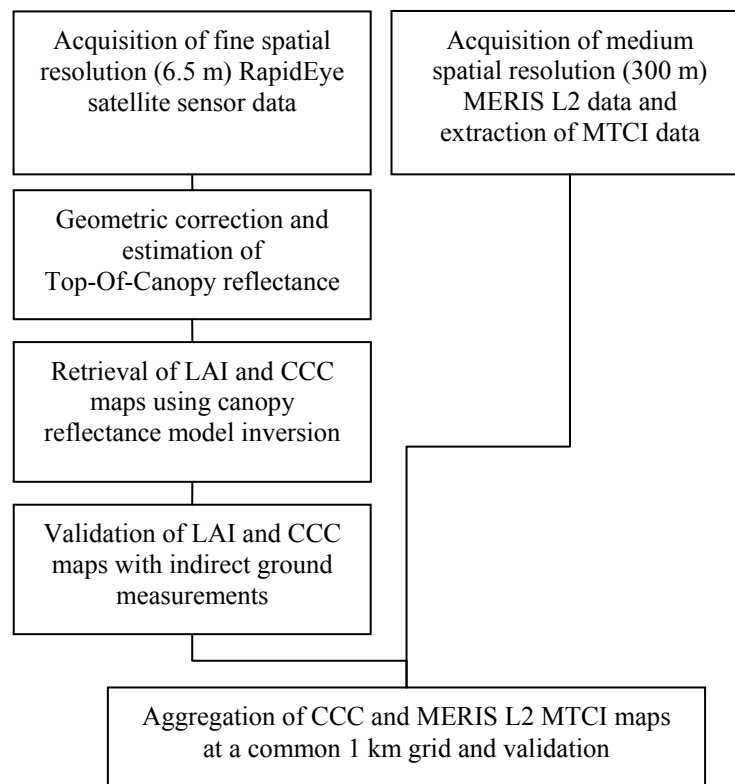 Acquisition of fine spatial
resolution (6.5 m) RapidEye
satellite sensor data
Acquisition of medium
spatial resolution (300 m)
MERIS L2 data and
extraction of MTCI data
Geometric correction and
estimation of
Top-Of-Canopy reflectance
Retrieval of LAI and CCC
maps using canopy
reflectance model inversion
Validation of LAI and CCC
maps with indirect ground
measurements
Aggregation of CCC and MERIS L2 MTCI maps
at a common 1 km grid and validation